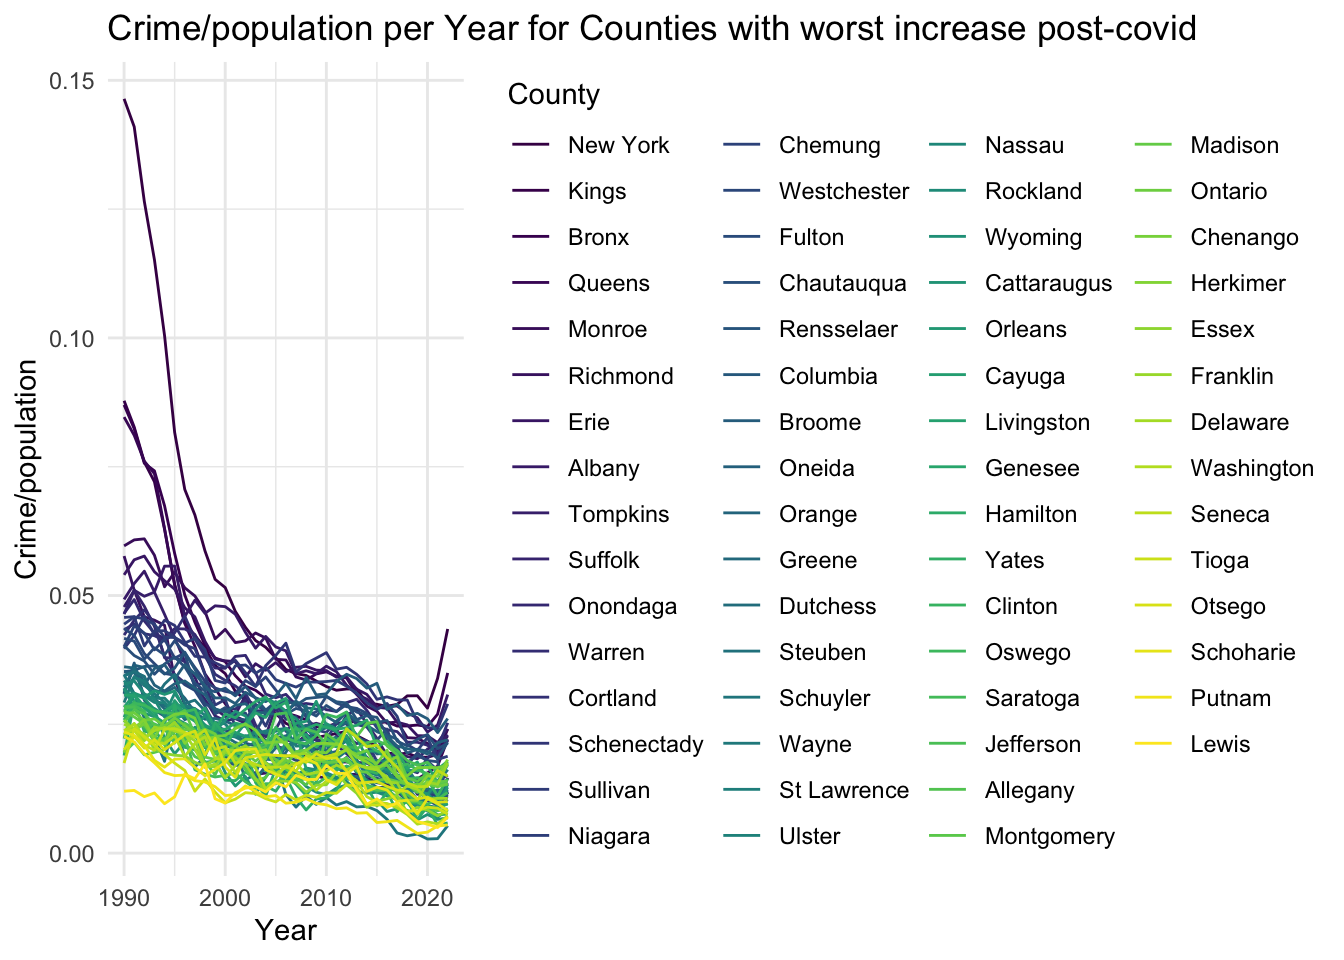 Crime/population per Year for Counties with worst increase post-covid
0.15
0.10
0.05
0.00
Crime/population
1990 2000 2010 2020
Year
County
New York Chemung Nassau Madison
Kings Westchester Rockland Ontario
Bronx Fulton Wyoming Chenango
Queens Chautauqua Cattaraugus Herkimer
Monroe Rensselaer Orleans Essex
Richmond Columbia Cayuga Franklin
Erie Broome Livingston Delaware
Albany Oneida Genesee Washington
Tompkins Orange Hamilton Seneca
Suffolk Greene Yates Tioga
Onondaga Dutchess Clinton Otsego
Warren Steuben Oswego Schoharie
Cortland Schuyler Saratoga Putnam
Schenectady Wayne Jefferson Lewis
Sullivan St Lawrence Allegany
Niagara Ulster Montgomery